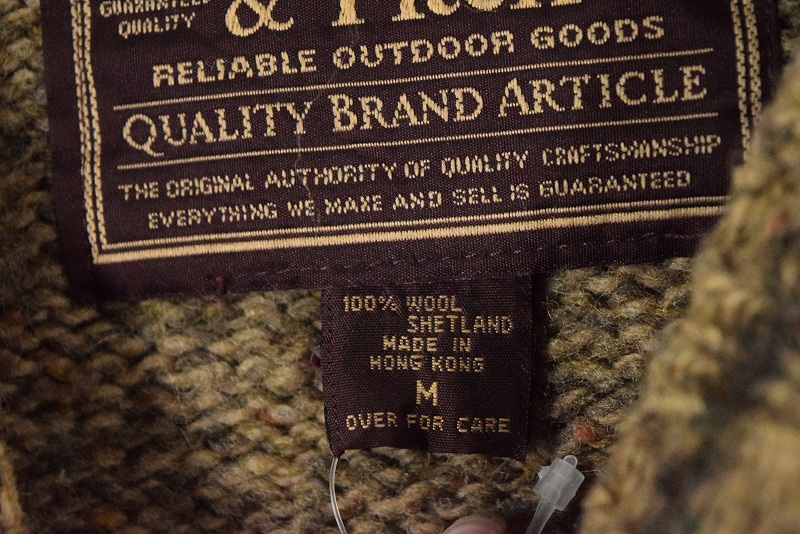 GUARANTEED
QUALITY
&
RELIABLE OUTDOOR GOODS
QUALITY BRAND ARTICLE
THE ORIGINAL AUTHORITY OF QUALITY CRAFTSMANSHIP
EVERYTHING WE MAKE AND SELL IS GUARANTEED
100% WOOL
SHETLAND
MADE IN
HONG KONG
M
OVER FOR CARE